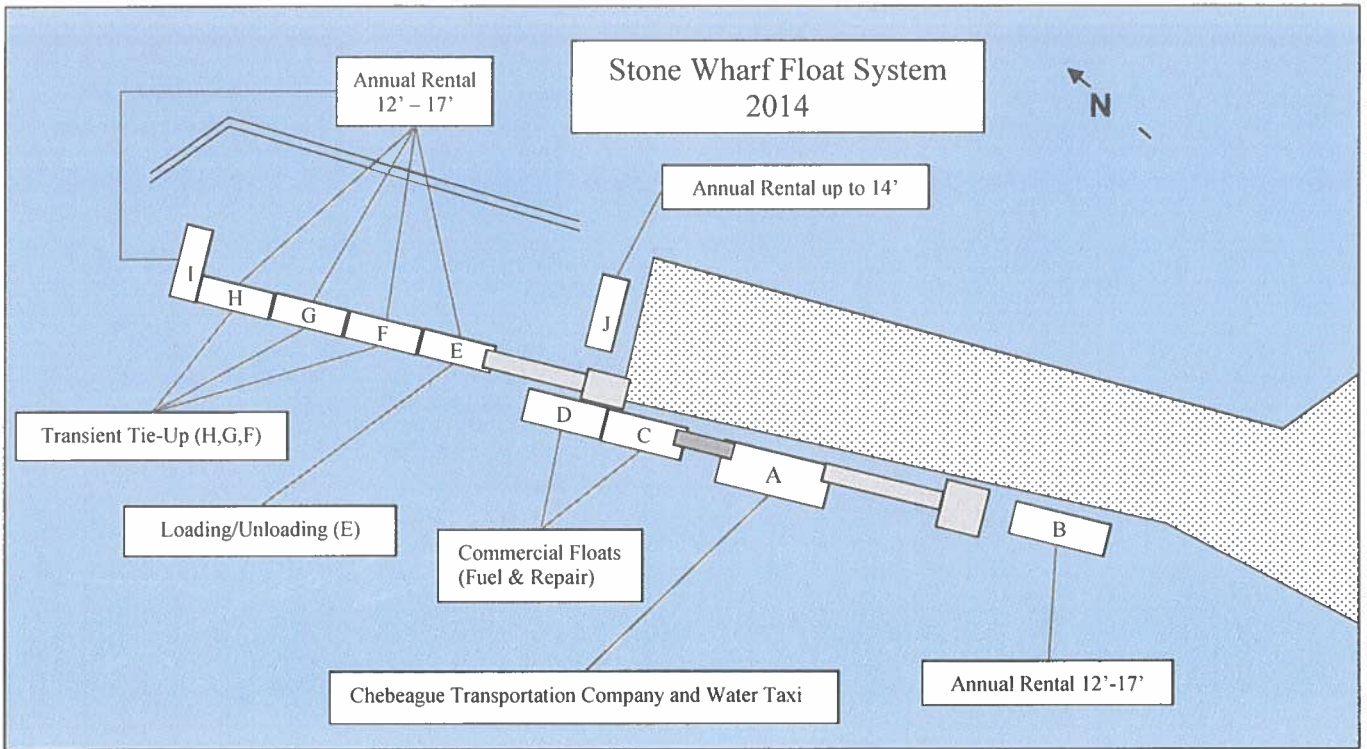 Stone Wharf Float System
2014
N
Annual Rental
12’ – 17’
Annual Rental up to 14’
I
H
G
F
E
J
D
C
A
B
Transient Tie-Up (H,G,F)
Loading/Unloading (E)
Commercial Floats
(Fuel & Repair)
Chebeague Transportation Company and Water Taxi
Annual Rental 12’-17’